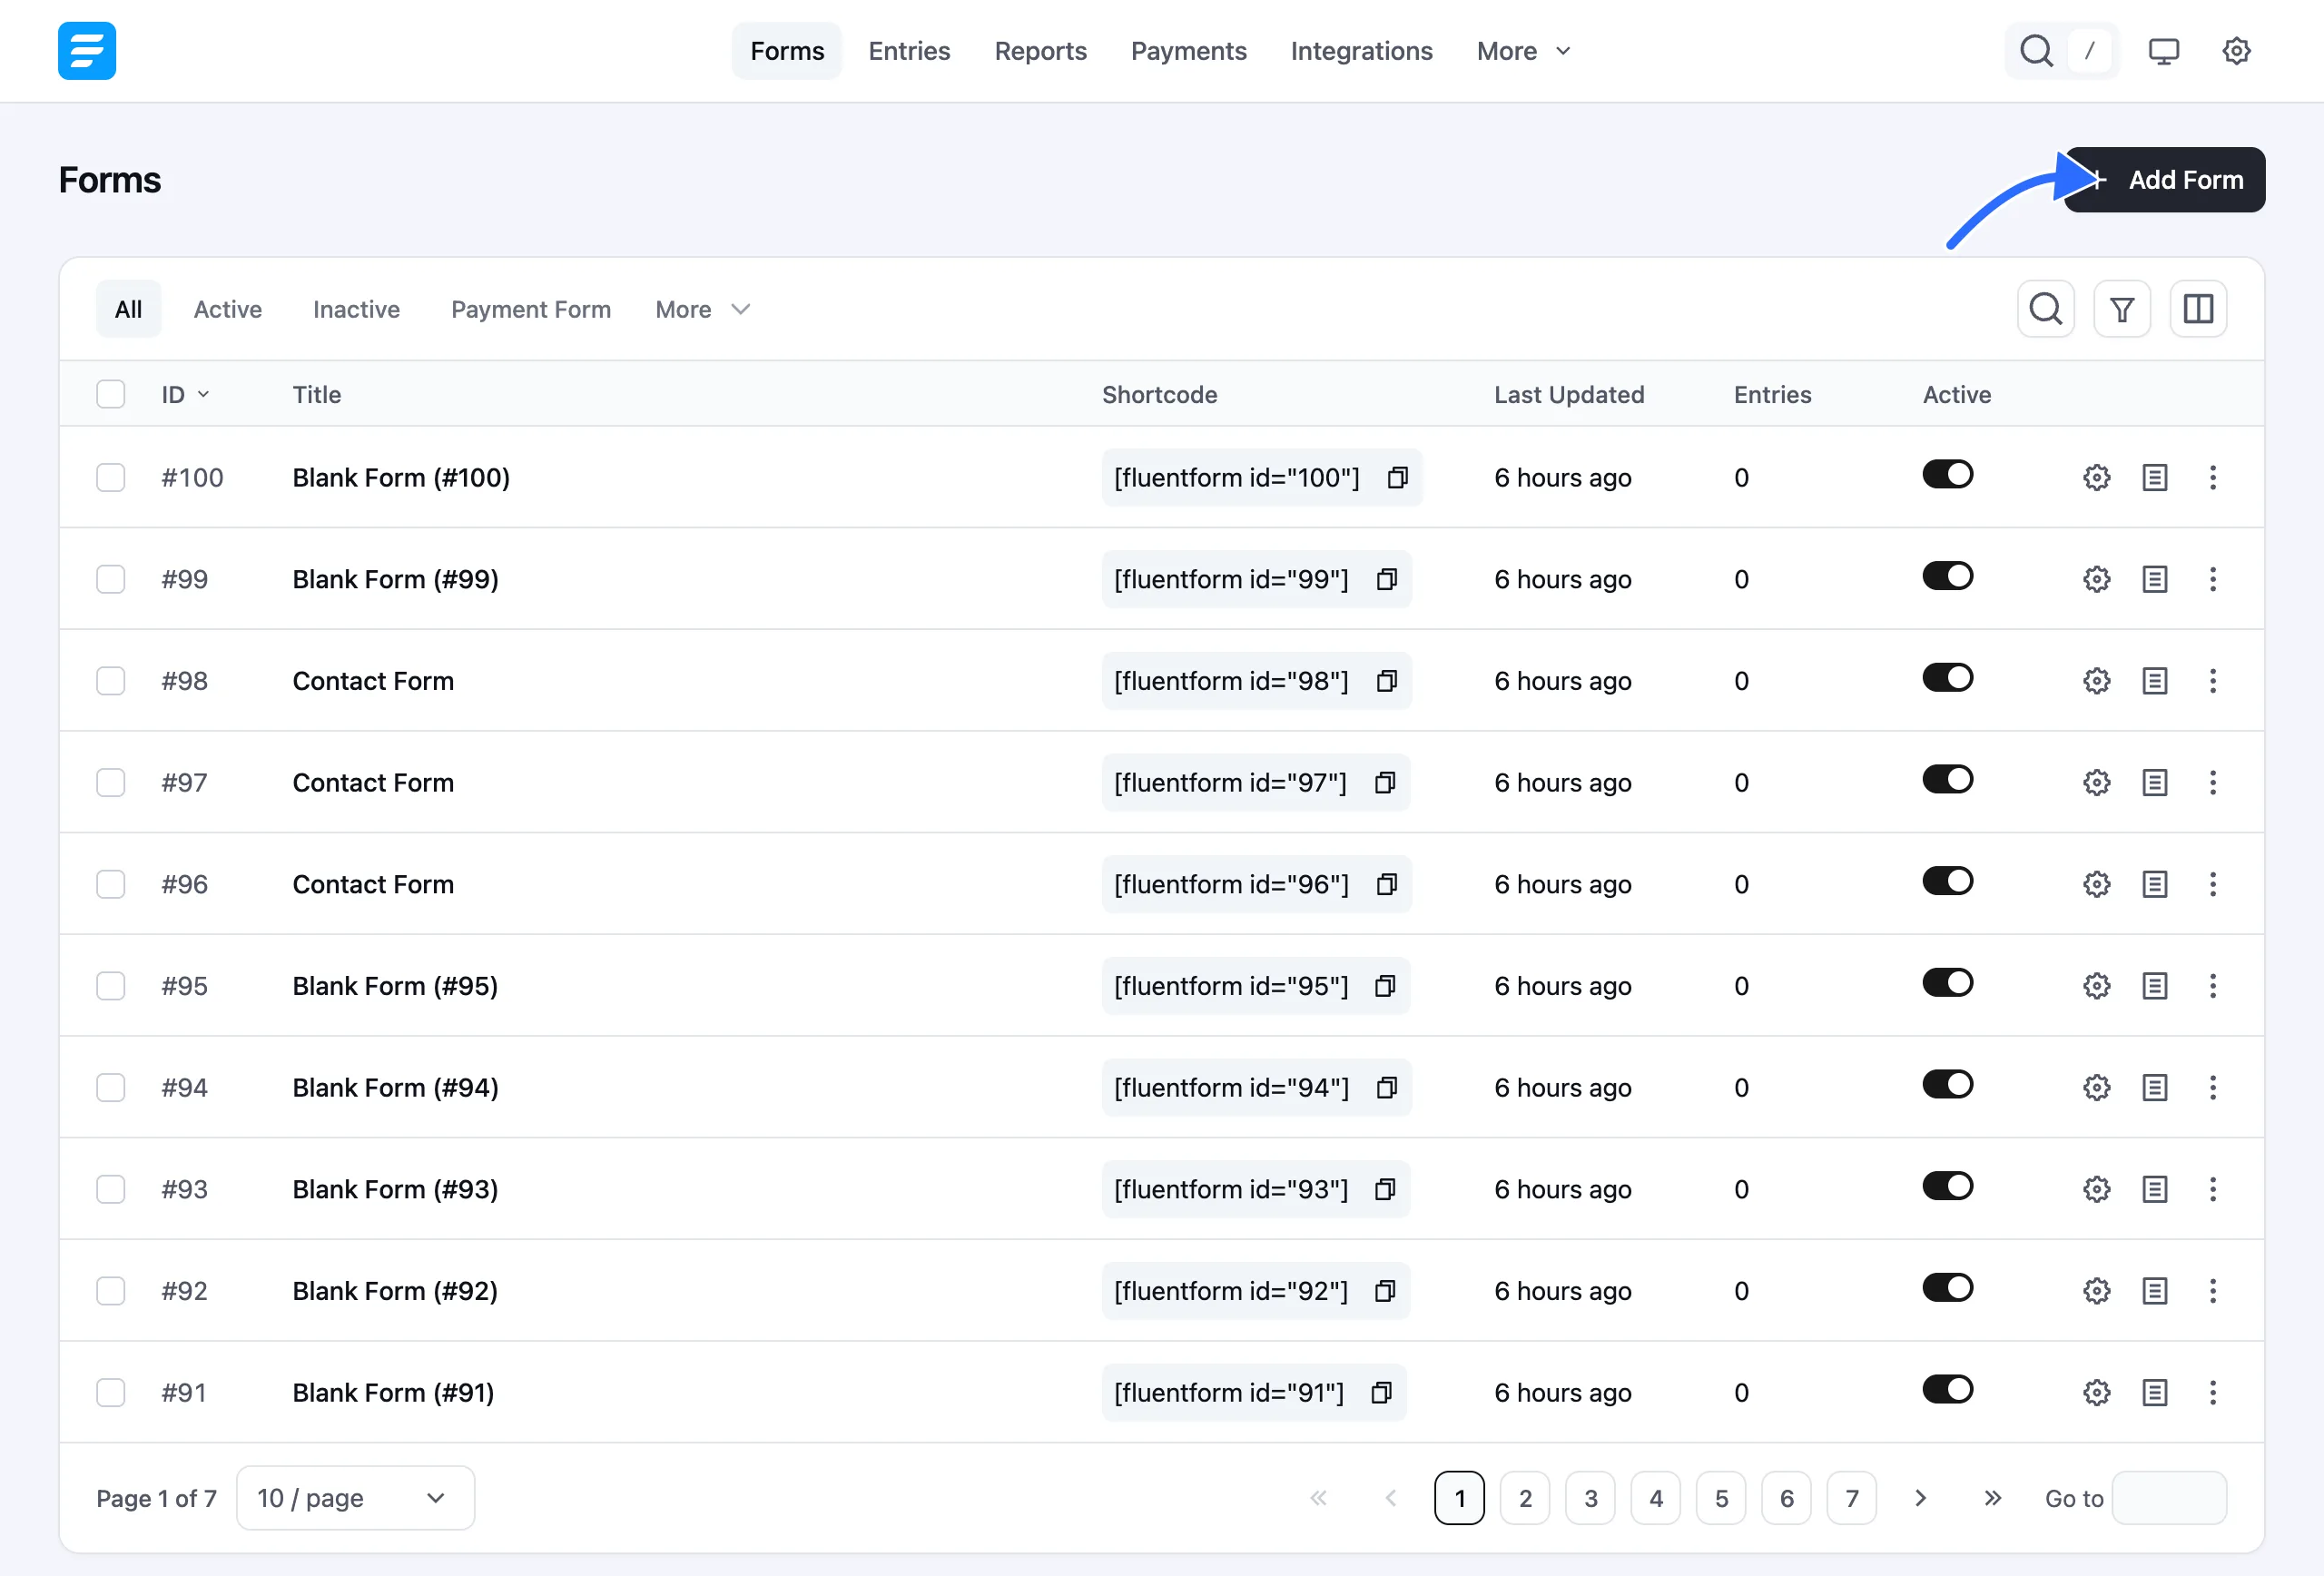 Forms Entries Reports Payments Integrations More /
Forms
+ Add Form
All Active Inactive Payment Form More
ID Title Shortcode Last Updated Entries Active
#100 Blank Form (#100) [fluentform id="100"] 6 hours ago 0
#99 Blank Form (#99) [fluentform id="99"] 6 hours ago 0
#98 Contact Form [fluentform id="98"] 6 hours ago 0
#97 Contact Form [fluentform id="97"] 6 hours ago 0
#96 Contact Form [fluentform id="96"] 6 hours ago 0
#95 Blank Form (#95) [fluentform id="95"] 6 hours ago 0
#94 Blank Form (#94) [fluentform id="94"] 6 hours ago 0
#93 Blank Form (#93) [fluentform id="93"] 6 hours ago 0
#92 Blank Form (#92) [fluentform id="92"] 6 hours ago 0
#91 Blank Form (#91) [fluentform id="91"] 6 hours ago 0
Page 1 of 7 10 / page 1 2 3 4 5 6 7 Go to